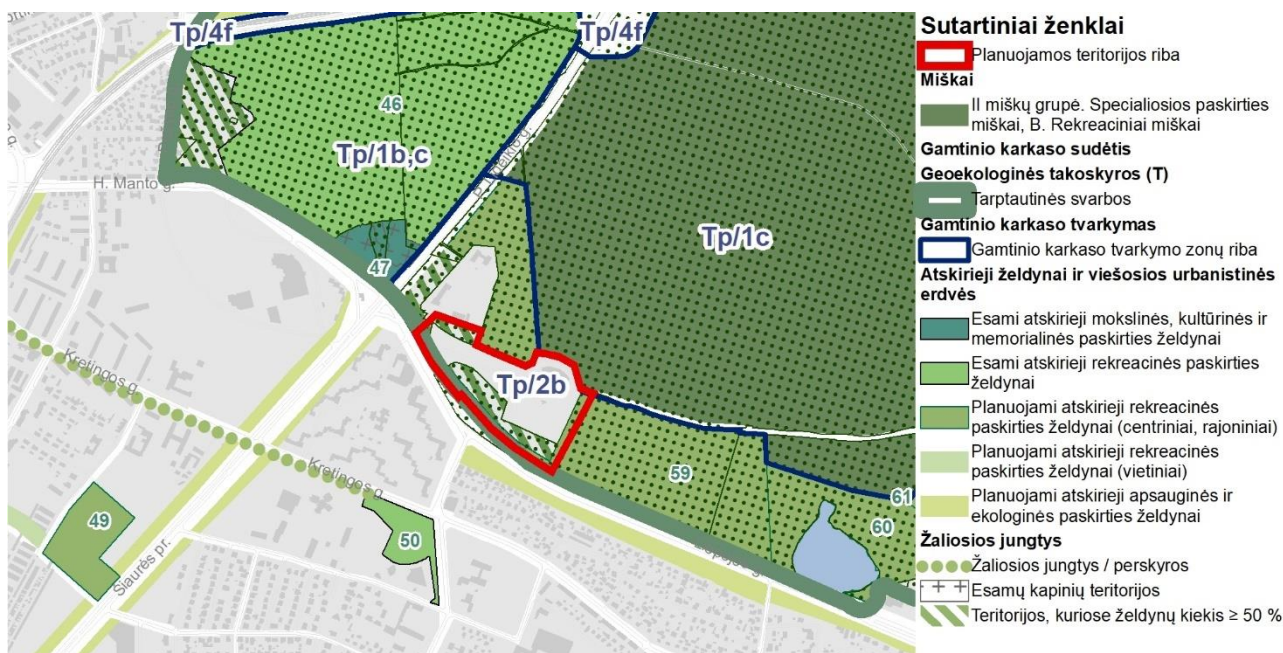 Tp/4f
Tp/4f
46
Tp/1b,c
H. Manto g.
47
Tp/1c
Tp/2b
Kretingos g.
Kretingos g.
59
61
60
49
50
Šiaurės pr.
Sutartiniai ženklai
Planuojamos teritorijos riba
Miškai
II miškų grupė. Specialiosios paskirties
miškai, B. Rekreaciniai miškai
Gamtinio karkaso sudėtis
Geoekologinės takoskyros (T)
Tarptautinės svarbos
Gamtinio karkaso tvarkymas
Gamtinio karkaso tvarkymo zonų riba
Atskirieji želdynai ir viešosios urbanistinės
erdvės
Esami atskirieji mokslinės, kultūrinės ir
memorialinės paskirties želdynai
Esami atskirieji rekreacinės paskirties
želdynai
Planuojami atskirieji rekreacinės
paskirties želdynai (centriniai, rajoniniai)
Planuojami atskirieji rekreacinės
paskirties želdynai (vietiniai)
Planuojami atskirieji apsauginės ir
ekologinės paskirties želdynai
Žaliosios jungtys
Žaliosios jungtys / perskyros
Esamų kapinių teritorijos
Teritorijos, kuriose želdynų kiekis ≥ 50 %